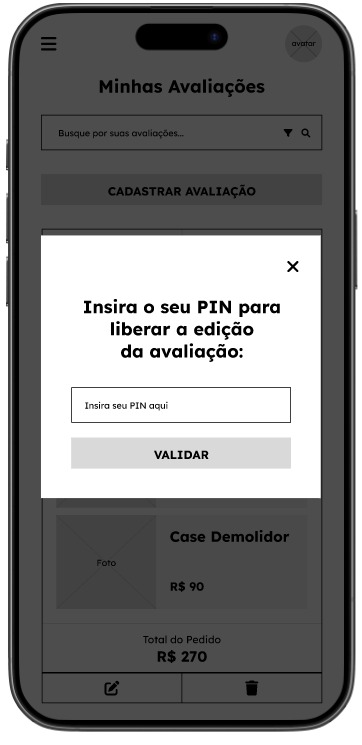 avatar
Minhas Avaliações
Busque por suas avaliações...
CADASTRAR AVALIAÇÃO
Insira o seu PIN para
liberar a edição
da avaliação:
Insira seu PIN aqui
VALIDAR
Case Demolidor
Foto
R$ 90
Total do Pedido
R$ 270